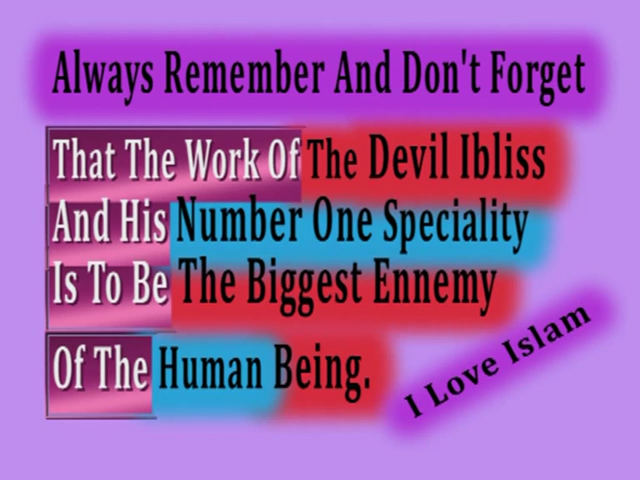 Always Remember And Don't Forget
That The Work Of The Devil Ibliss
And His Number One Speciality
Is To Be The Biggest Ennemy
Of The Human Being.
I Love Islam